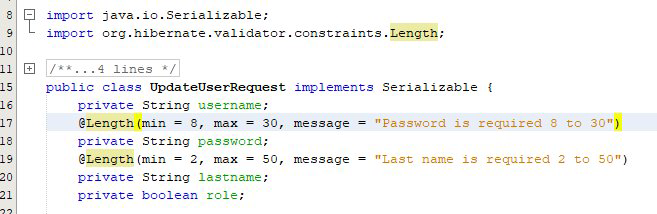 8 import java.io.Serializable;
9 import org.hibernate.validator.constraints.Length;
10
11 /**...4 lines */
15 public class UpdateUserRequest implements Serializable {
16 private String username;
17 @Length(min = 8, max = 30, message = "Password is required 8 to 30")
18 private String password;
19 @Length(min = 2, max = 50, message = "Last name is required 2 to 50")
20 private String lastname;
21 private boolean role;
22